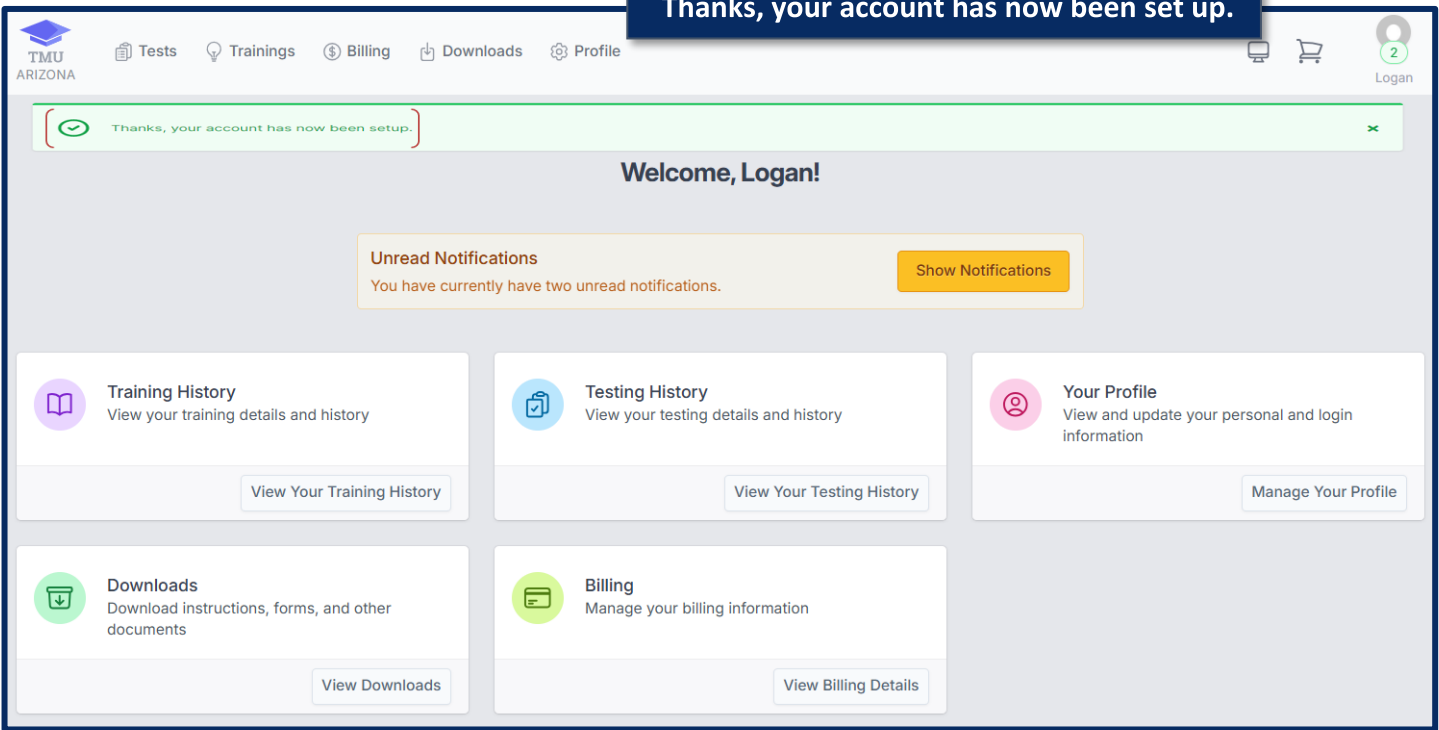 Thanks, your account has now been set up.
TMU
ARIZONA
Tests
Trainings
Billing
Downloads
Profile
2
Logan
Thanks, your account has now been setup.
Welcome, Logan!
Unread Notifications
You have currently have two unread notifications.
Show Notifications
Training History
View your training details and history
View Your Training History
Testing History
View your testing details and history
View Your Testing History
Your Profile
View and update your personal and login
information
Manage Your Profile
Downloads
Download instructions, forms, and other
documents
View Downloads
Billing
Manage your billing information
View Billing Details